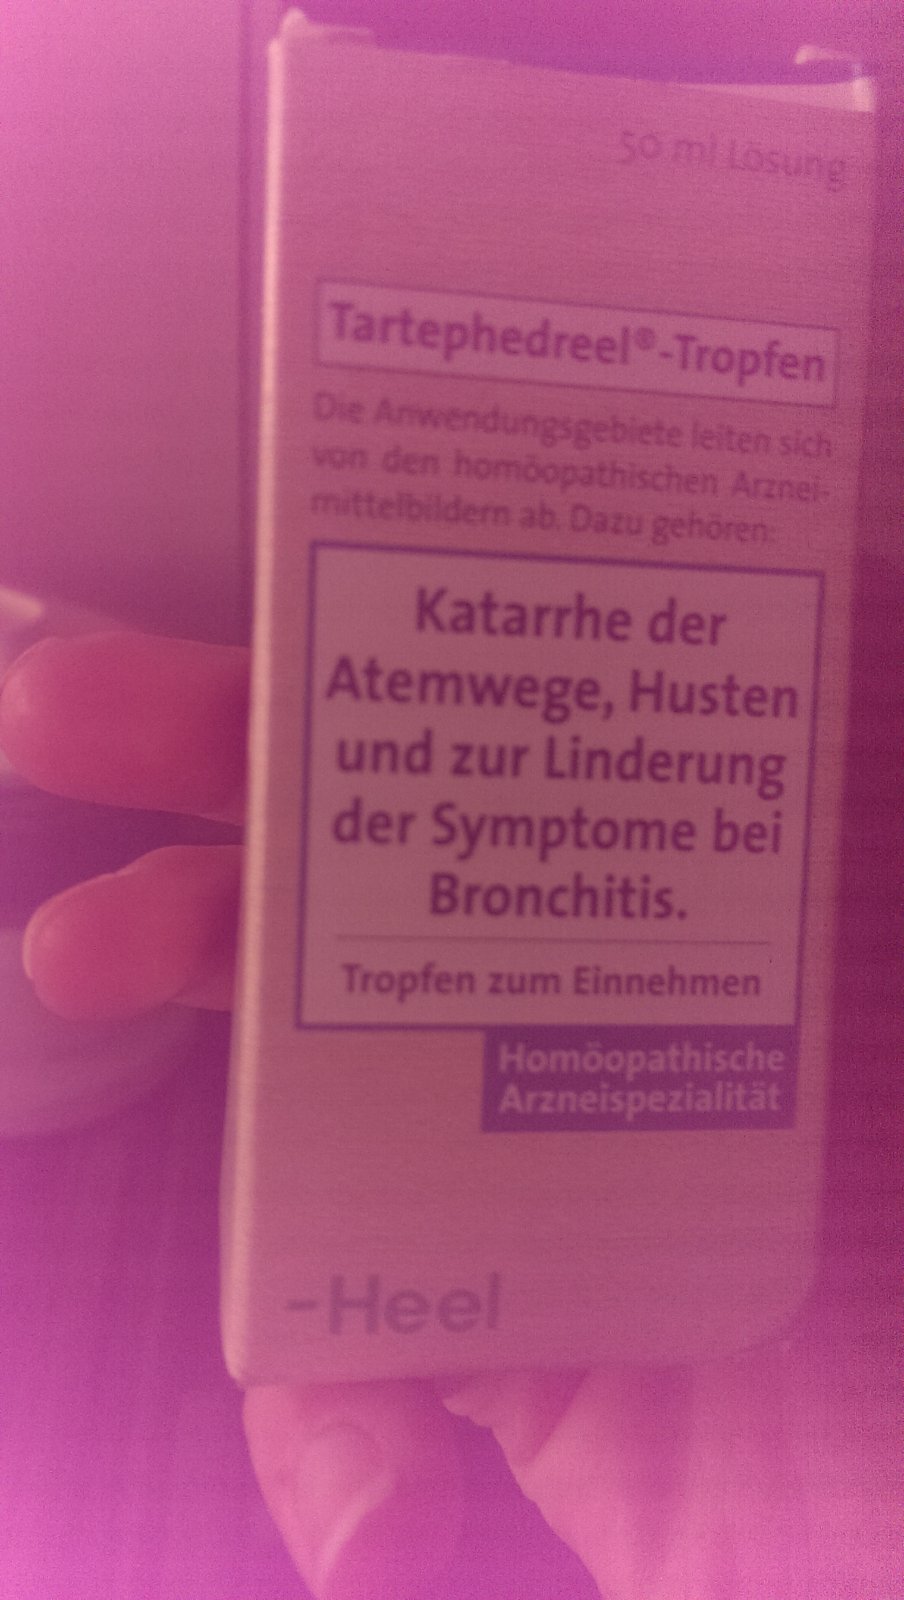 50 ml Lösung
Tartephedreel®-Tropfen
Die Anwendungsgebiete leiten sich
von den homöopathischen Arznei-
mittelbildern ab. Dazu gehören:
Katarrhe der
Atemwege, Husten
und zur Linderung
der Symptome bei
Bronchitis.
Tropfen zum Einnehmen
Homöopathische
Arzneispezialität
-Heel